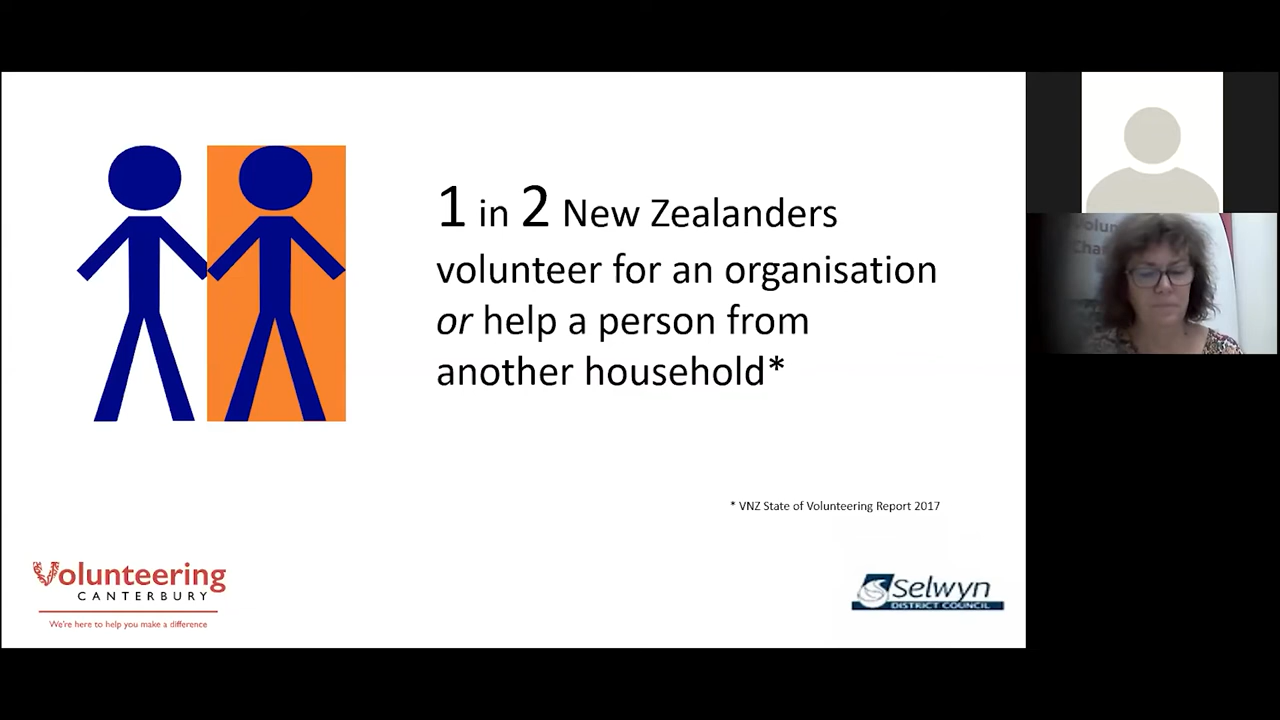 1 in 2 New Zealanders
volunteer for an organisation
or help a person from
another household*
* VNZ State of Volunteering Report 2017
Volunteering
CANTERBURY
We're here to help you make a difference
Selwyn
DISTRICT COUNCIL